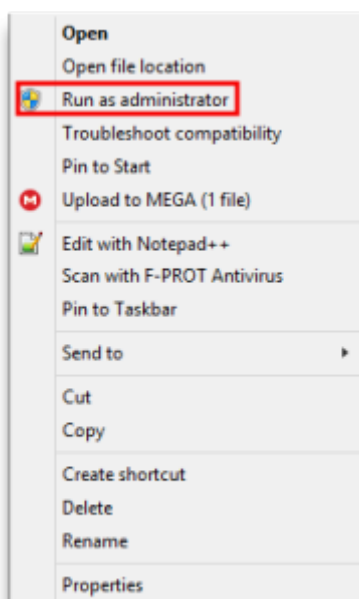 Open
Open file location
Run as administrator
Troubleshoot compatibility
Pin to Start
Upload to MEGA (1 file)
Edit with Notepad++
Scan with F-PROT Antivirus
Pin to Taskbar
Send to
Cut
Copy
Create shortcut
Delete
Rename
Properties